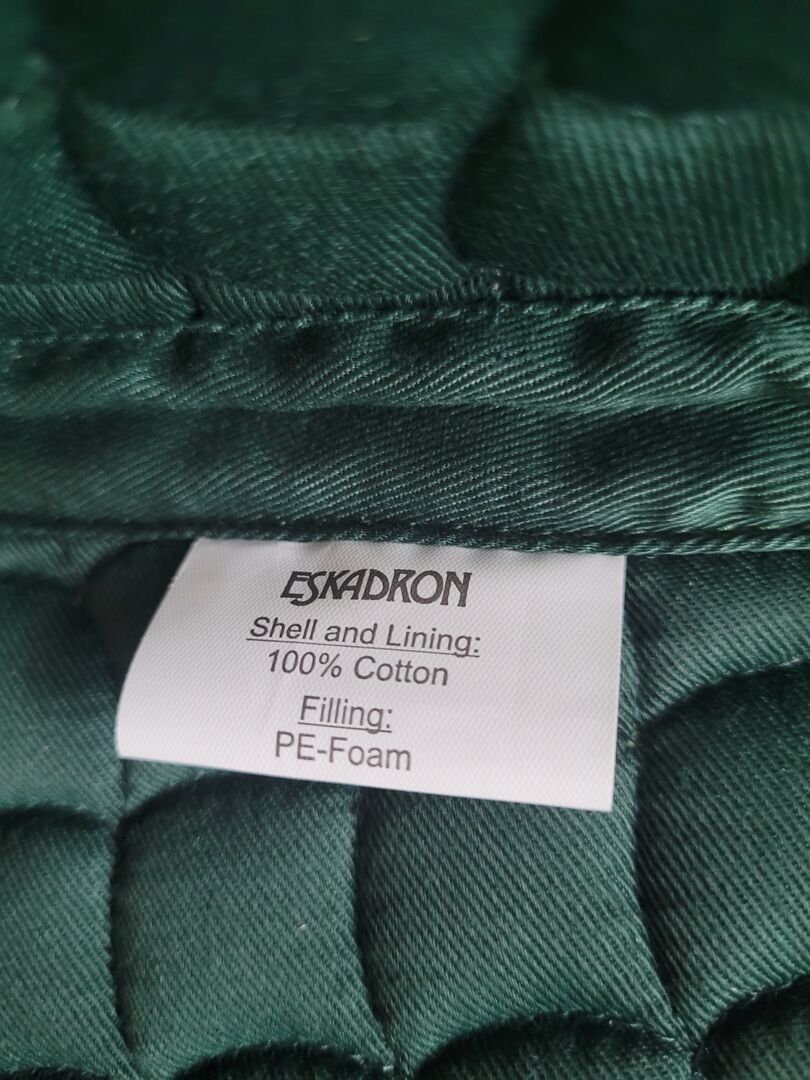 ESKADRON
Shell and Lining:
100% Cotton
Filling:
PE-Foam